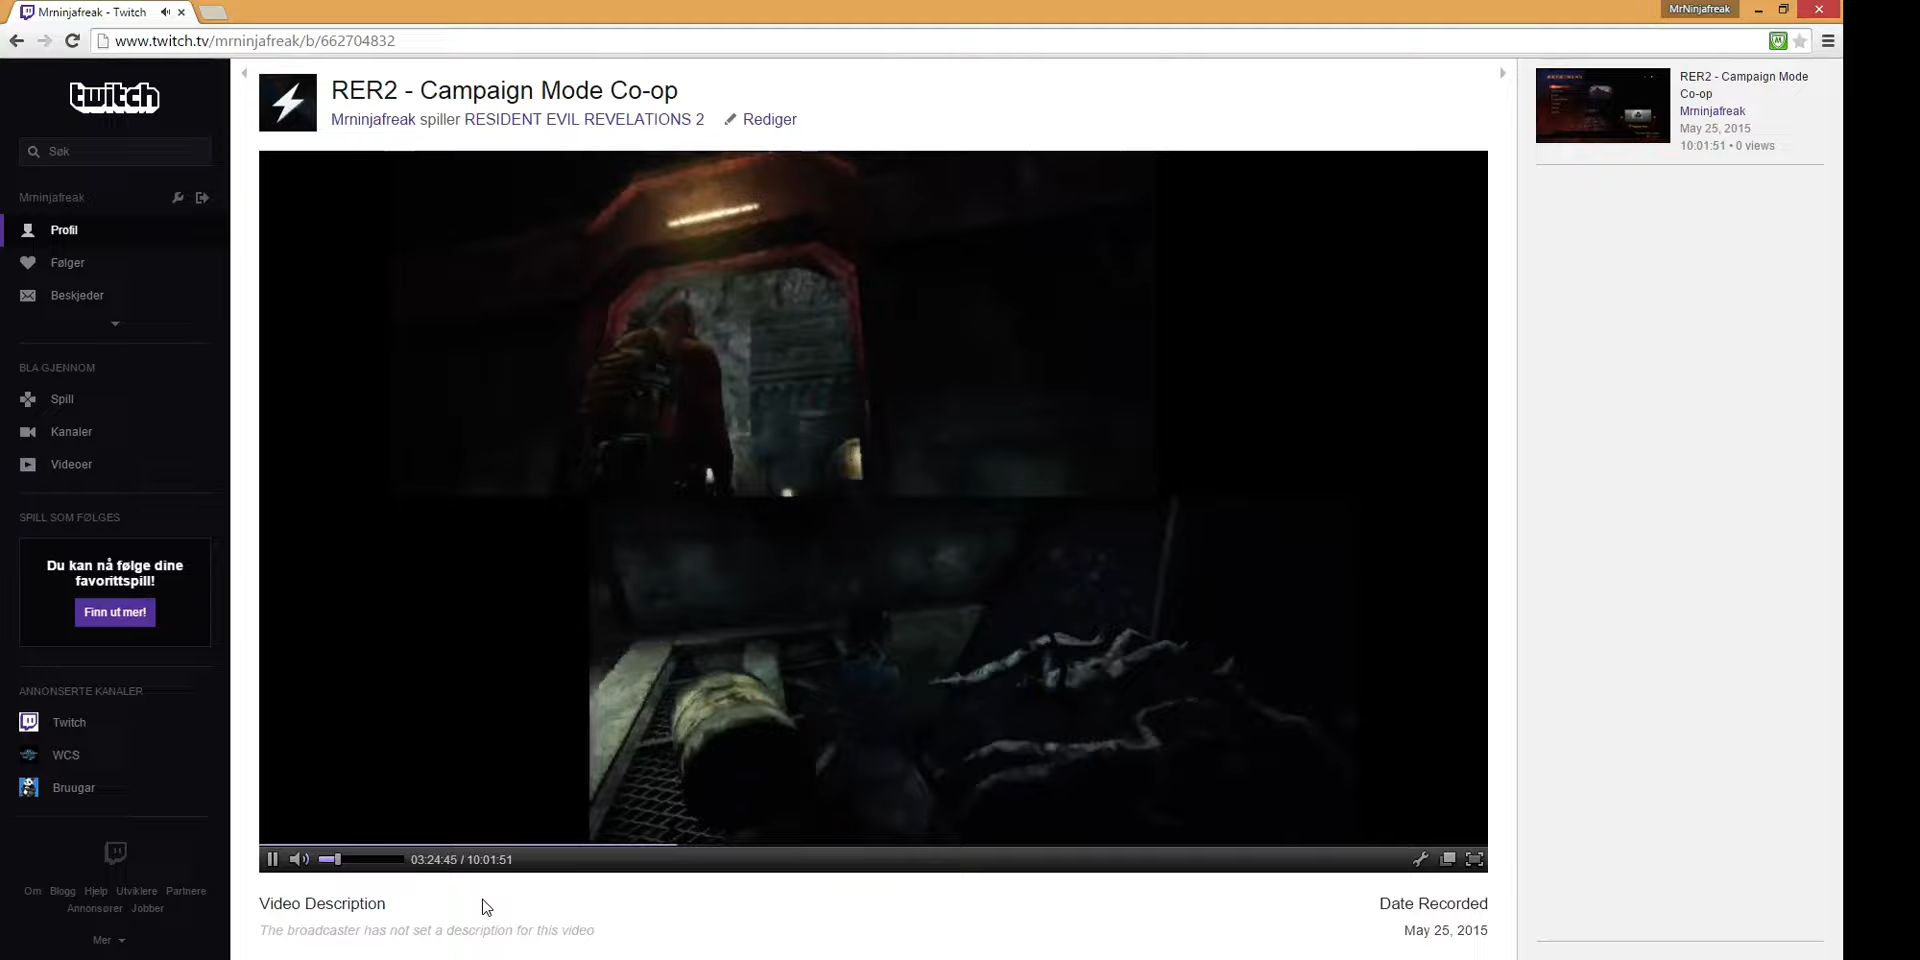 Mrninjafreak - Twitch
MrNinjafreak
www.twitch.tv/mrninjafreak/b/662704832
twitch
Søk
Mrninjafreak
Profil
Følger
Beskjeder
BLA GJENNOM
Spill
Kanaler
Videoer
SPILL SOM FØLGES
Du kan nå følge dine
favorittspill!
Finn ut mer!
ANNONSERTE KANALER
Twitch
WCS
Bruugar
Om Blogg Hjelp Utviklere Partnere
Annonsører Jobber
Mer
RER2 - Campaign Mode Co-op
Mrninjafreak spiller RESIDENT EVIL REVELATIONS 2 Rediger
03:24:45 / 10:01:51
Video Description
The broadcaster has not set a description for this video
Date Recorded
May 25, 2015
RER2 - Campaign Mode
Co-op
Mrninjafreak
May 25, 2015
10:01:51 • 0 views